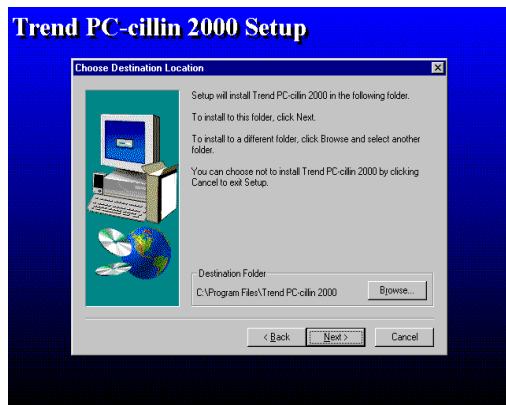 Trend PC-cillin 2000 Setup
Choose Destination Location
Setup will install Trend PC-cillin 2000 in the following folder.
To install to this folder, click Next.
To install to a different folder, click Browse and select another
folder.
You can choose not to install Trend PC-cillin 2000 by clicking
Cancel to exit Setup.
Destination Folder
C:\Program Files\Trend PC-cillin 2000
Browse...
< Back
Next >
Cancel